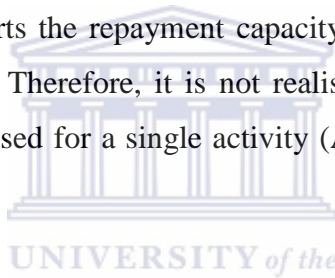 rts the repayment capacity
Therefore, it is not realis
sed for a single activity (
UNIVERSITY of the